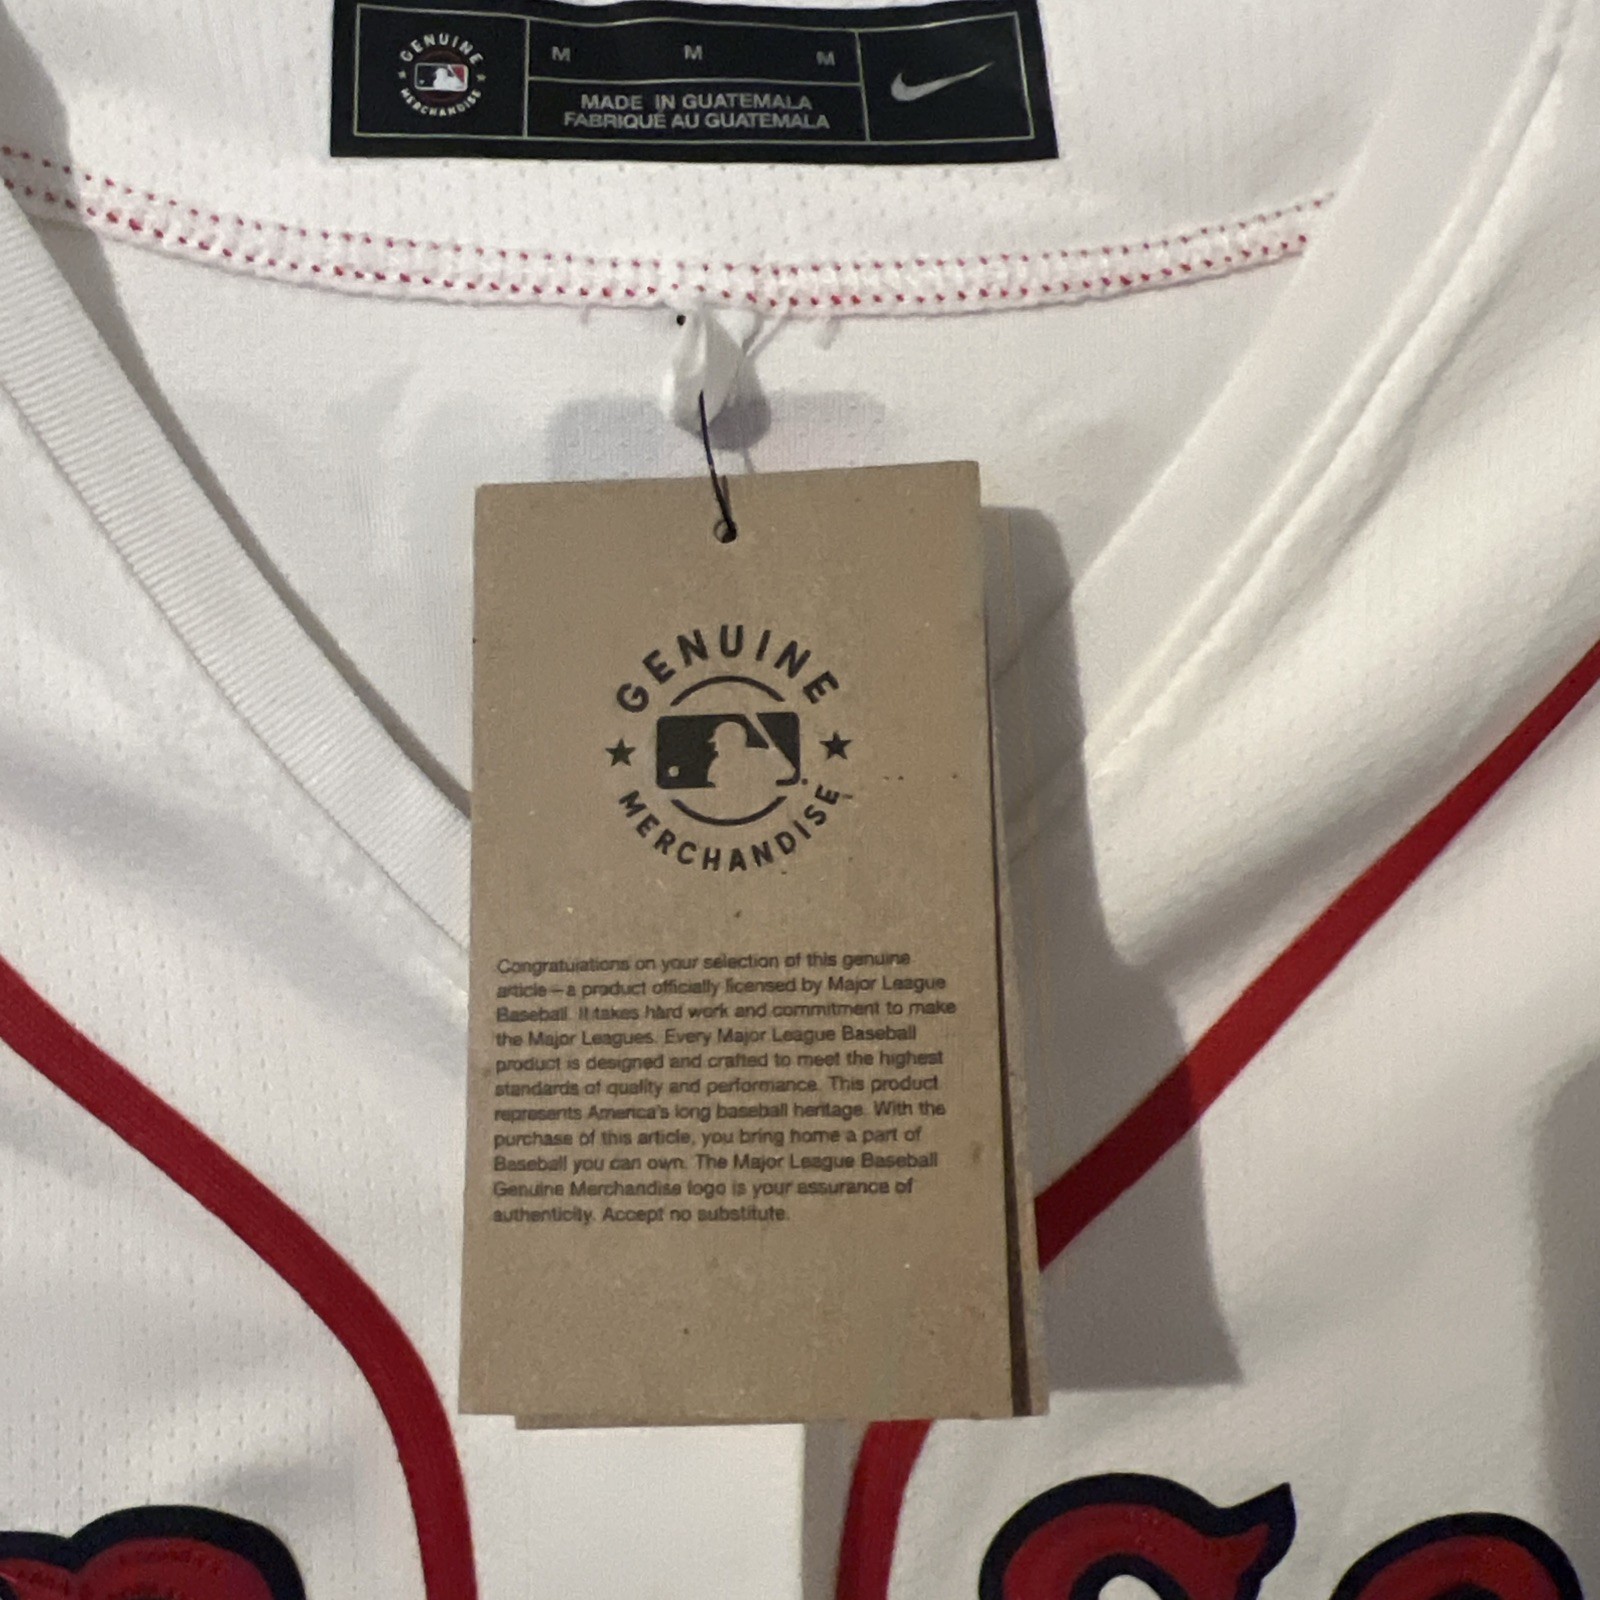 GENUINE
MERCHANDISE
M M M
MADE IN GUATEMALA
FABRIQUÉ AU GUATEMALA
GENUINE
MERCHANDISE
Congratulations on your selection of this genuine
article – a product officially licensed by Major League
Baseball. It takes hard work and commitment to make
the Major Leagues. Every Major League Baseball
product is designed and crafted to meet the highest
standards of quality and performance. This product
represents America's long baseball heritage. With the
purchase of this article, you bring home a part of
Baseball you can own. The Major League Baseball
Genuine Merchandise logo is your assurance of
authenticity. Accept no substitute.